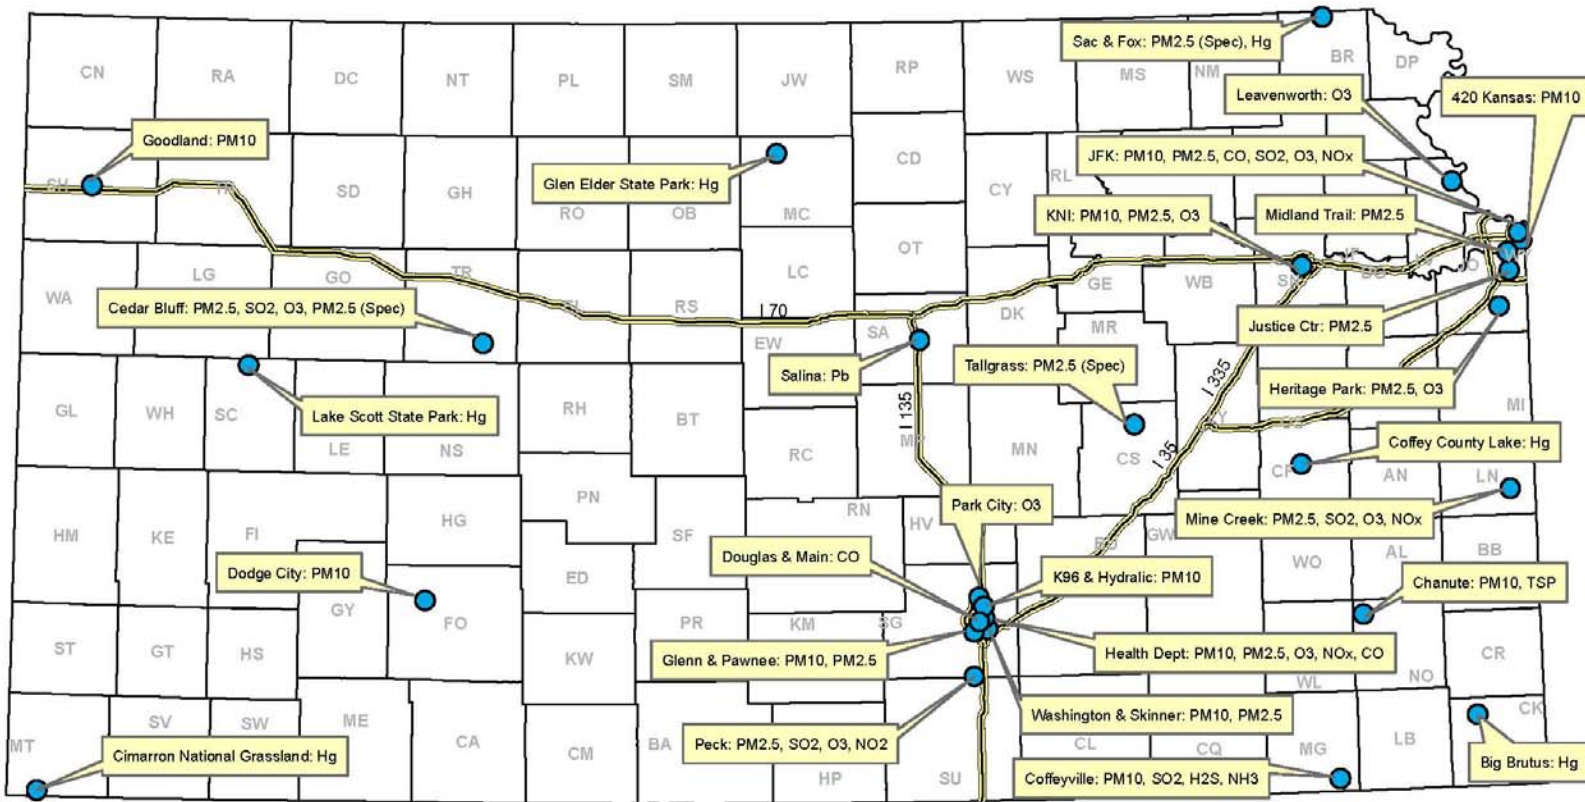 Sac & Fox: PM2.5 (Spec), Hg
CN
RA
DC
NT
PL
SM
JW
RP
WS
MS
NM
BR
DP
Leavenworth: O3
420 Kansas: PM10
Goodland: PM10
Glen Elder State Park: Hg
JFK: PM10, PM2.5, CO, SO2, O3, NOx
SH
SD
GH
RO
OB
MC
CD
CY
RL
KNI: PM10, PM2.5, O3
Midland Trail: PM2.5
OT
WA
LG
GO
TR
RS
LC
I 70
EW
SA
DK
GE
WB
SN
JO
WY
Cedar Bluff: PM2.5, SO2, O3, PM2.5 (Spec)
MR
Justice Ctr: PM2.5
Salina: Pb
Tallgrass: PM2.5 (Spec)
I 335
Heritage Park: PM2.5, O3
GL
WH
SC
Lake Scott State Park: Hg
LE
NS
RH
BT
RC
I 135
MN
CS
I 35
MI
Coffey County Lake: Hg
CF
AN
LN
HM
KE
FI
HG
PN
SF
RN
HV
Park City: O3
Mine Creek: PM2.5, SO2, O3, NOx
GW
WO
AL
BB
Douglas & Main: CO
Dodge City: PM10
K96 & Hydralic: PM10
Chanute: PM10, TSP
GY
FO
ED
ST
GT
HS
KW
PR
KM
SG
Glenn & Pawnee: PM10, PM2.5
Health Dept: PM10, PM2.5, O3, NOx, CO
WL
NO
CR
Washington & Skinner: PM10, PM2.5
MT
SV
SW
ME
CA
CM
BA
Peck: PM2.5, SO2, O3, NO2
HP
SU
CL
CQ
MG
LB
CK
Cimarron National Grassland: Hg
Coffeyville: PM10, SO2, H2S, NH3
Big Brutus: Hg